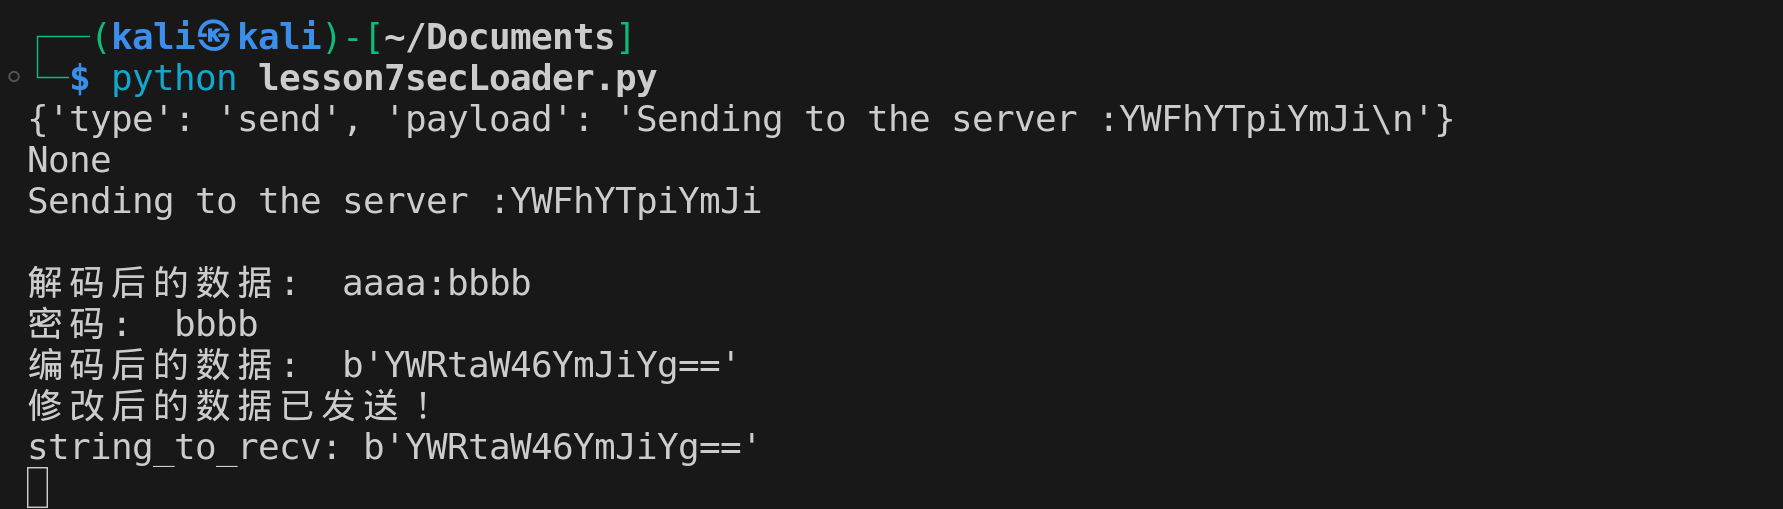 ┌──(kali㉿kali)-[~/Documents]
└─$ python lesson7secLoader.py
{'type': 'send', 'payload': 'Sending to the server :YWFhYTpiYmJi\n'}
None
Sending to the server :YWFhYTpiYmJi
解码后的数据： aaaa:bbbb
密码： bbbb
编码后的数据： b'YWRtaW46YmJiYg=='
修改后的数据已发送！
string_to_recv: b'YWRtaW46YmJiYg=='